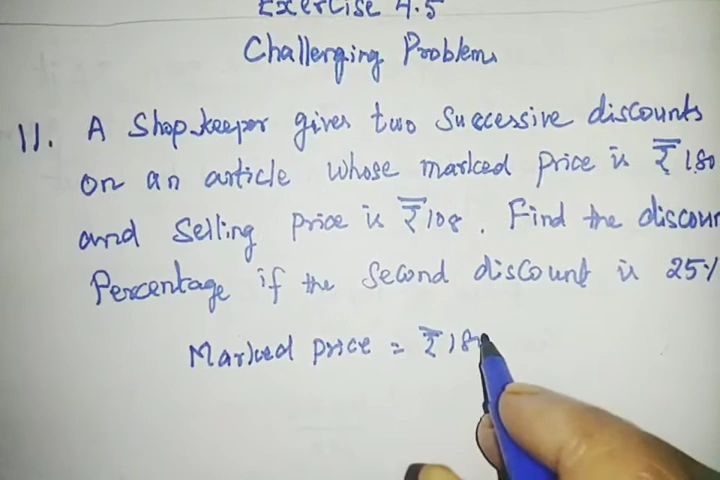 Exercise 4.5
Challenging Problems
11. A Shopkeeper gives two Successive discounts
on an article whose marked price is ₹180
and Selling price is ₹108. Find the discoun
Percentage if the Second discount is 25%
Marked price = ₹180